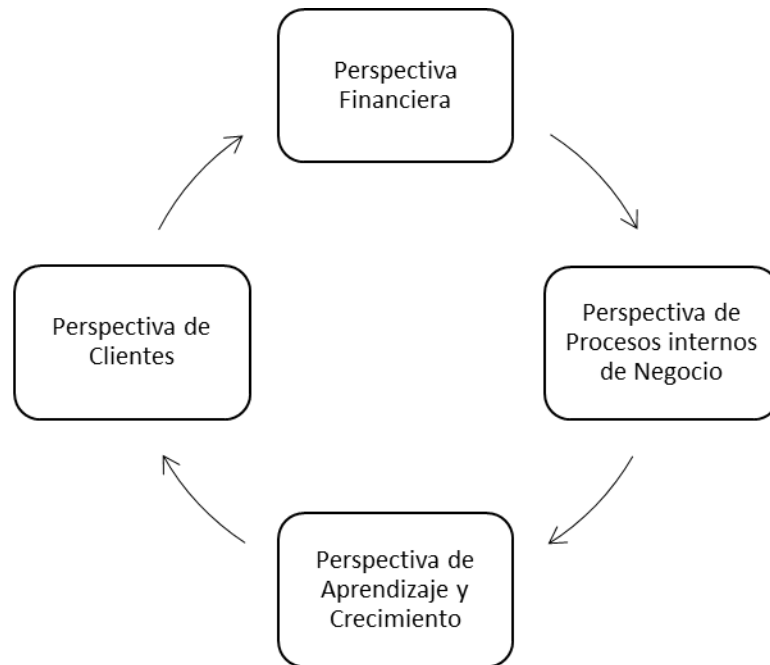 Perspectiva
Financiera
Perspectiva de
Clientes
Perspectiva de
Procesos internos
de Negocio
Perspectiva de
Aprendizaje y
Crecimiento